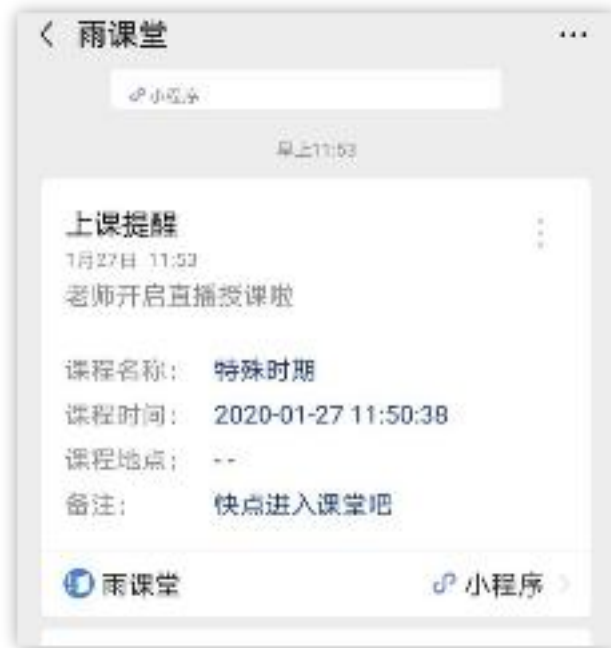 雨课堂
小程序
早上11:53
上课提醒
1月27日 11:53
老师开启直播授课啦
课程名称: 特殊时期
课程时间: 2020-01-27 11:50:38
课程地点: --
备注: 快点进入课堂吧
雨课堂 小程序